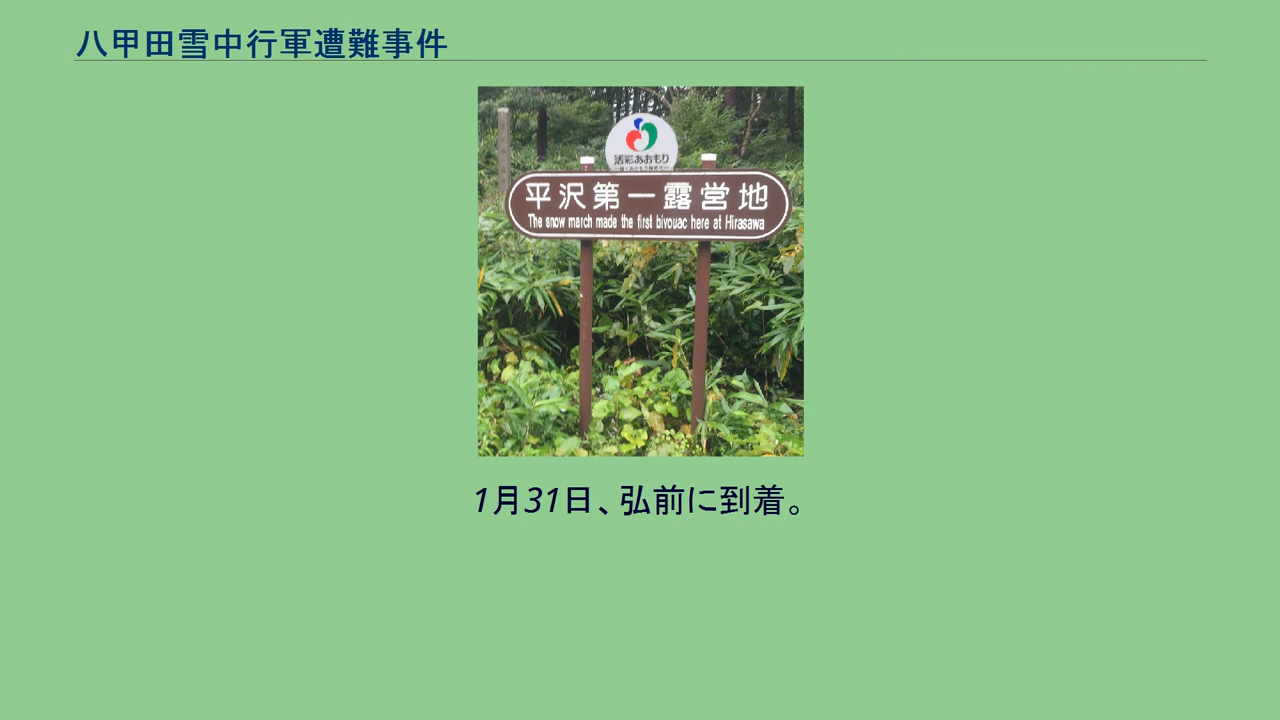 八甲田雪中行軍遭難事件
活彩あおもり
平沢第一露営地
The snow march made the first bivouac here at Hirasawa
1月31日、弘前に到着。